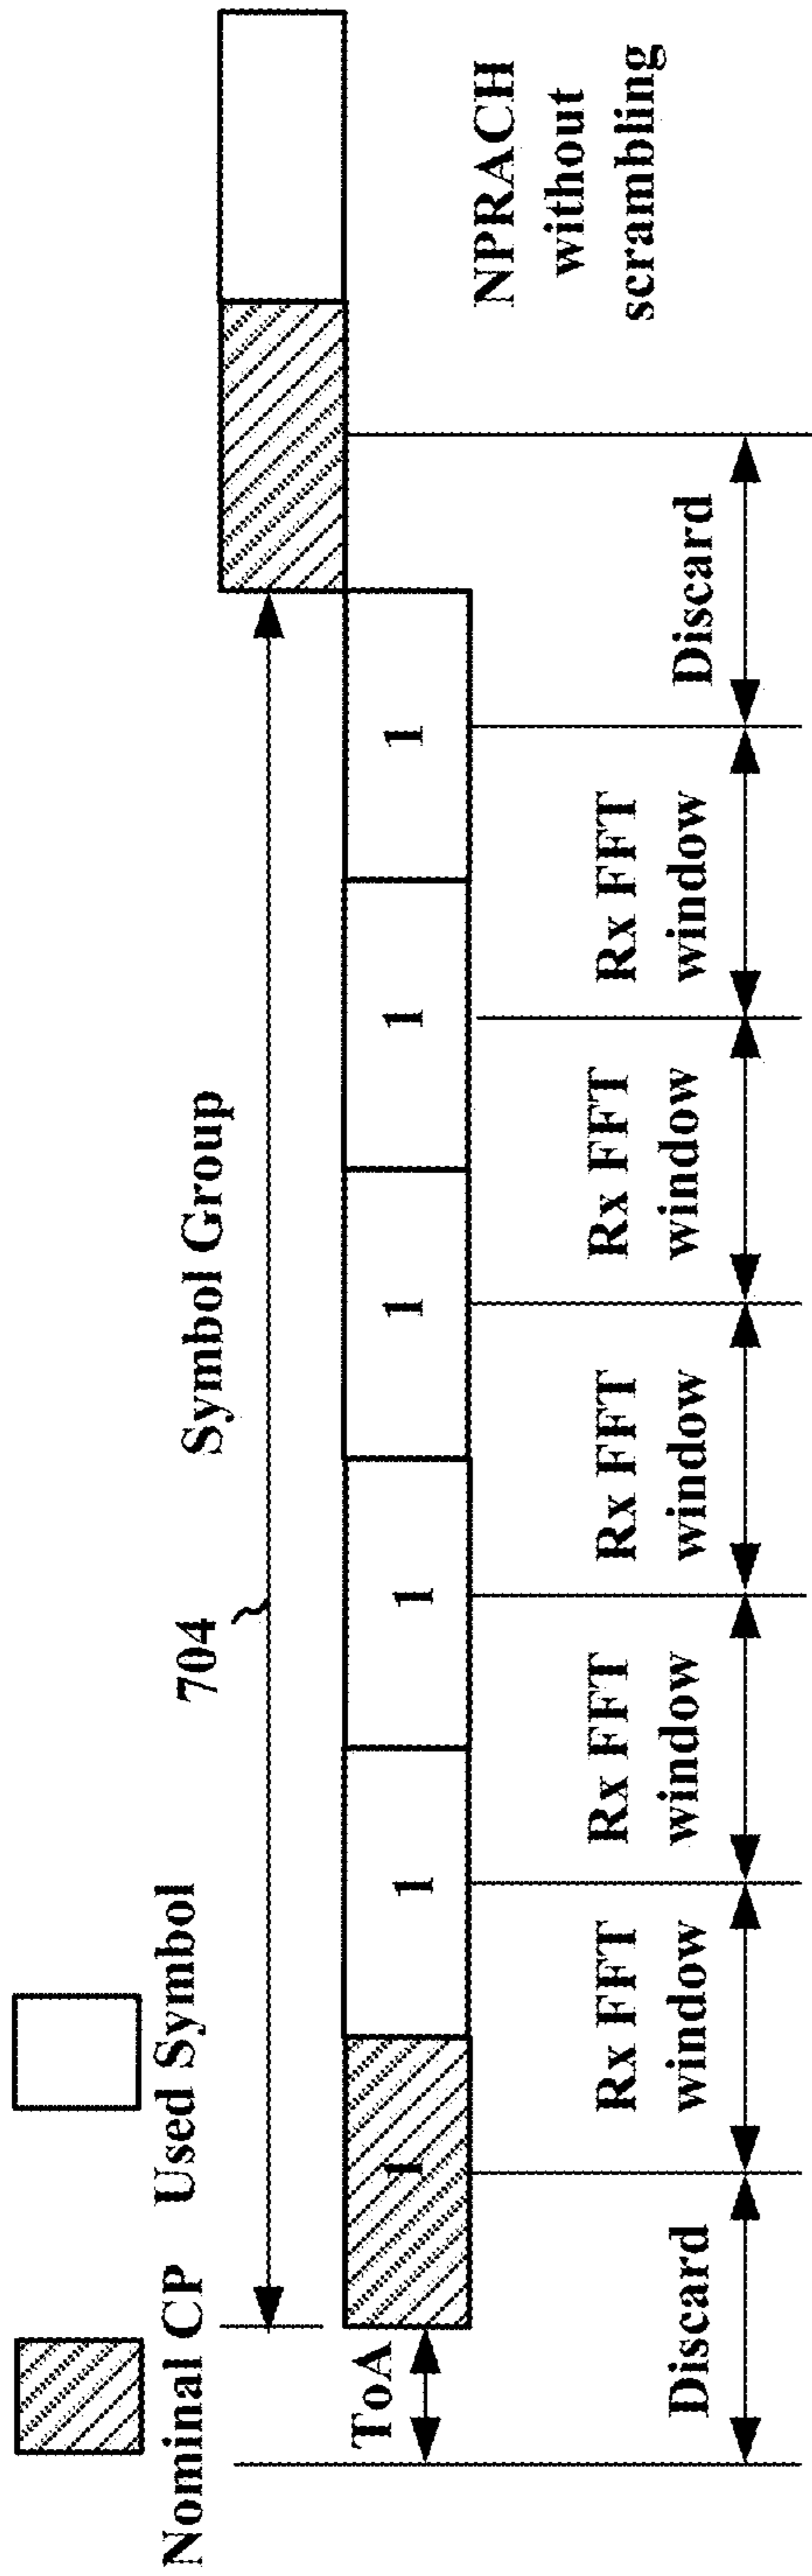 Nominal CP
Used Symbol
704
Symbol Group
ToA
1
1
1
1
1
1
NPRACH
without
scrambling
Discard
Rx FFT
window
Rx FFT
window
Rx FFT
window
Rx FFT
window
Rx FFT
window
Discard